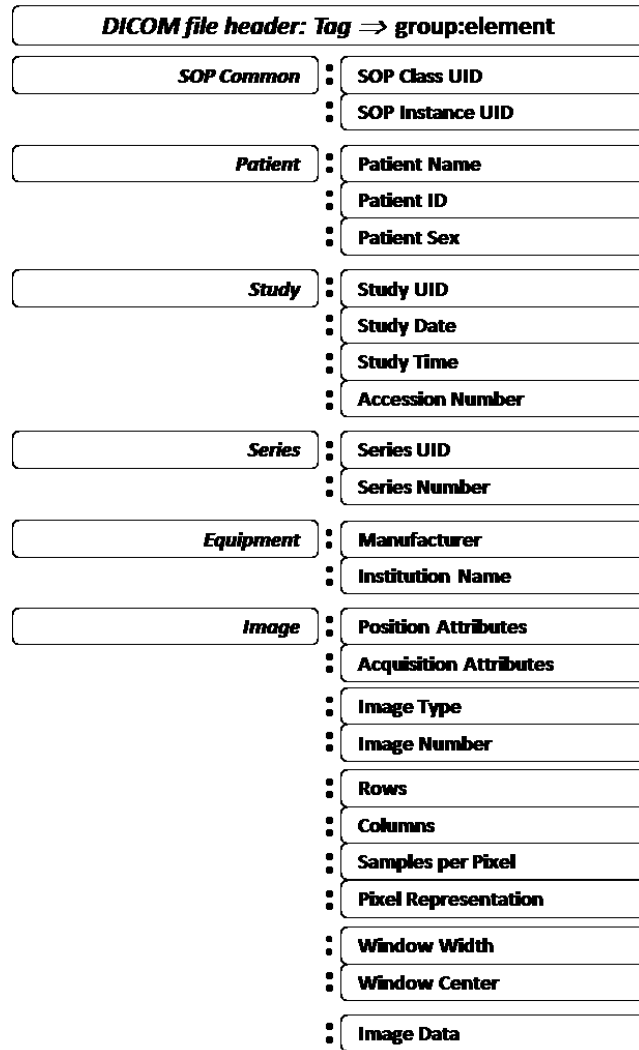 DICOM file header: Tag ⇒ group:element
SOP Common : SOP Class UID
: SOP Instance UID
Patient : Patient Name
: Patient ID
: Patient Sex
Study : Study UID
: Study Date
: Study Time
: Accession Number
Series : Series UID
: Series Number
Equipment : Manufacturer
: Institution Name
Image : Position Attributes
: Acquisition Attributes
: Image Type
: Image Number
: Rows
: Columns
: Samples per Pixel
: Pixel Representation
: Window Width
: Window Center
: Image Data